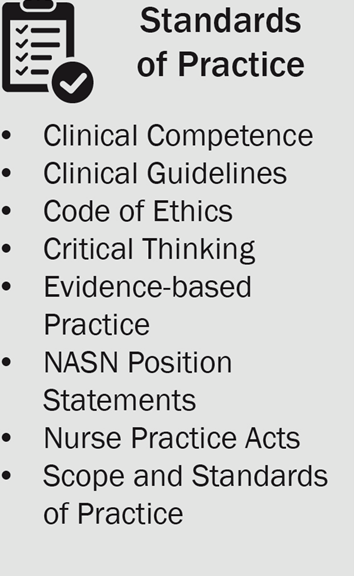 Standards
of Practice
• Clinical Competence
• Clinical Guidelines
• Code of Ethics
• Critical Thinking
• Evidence-based
Practice
• NASN Position
Statements
• Nurse Practice Acts
• Scope and Standards
of Practice